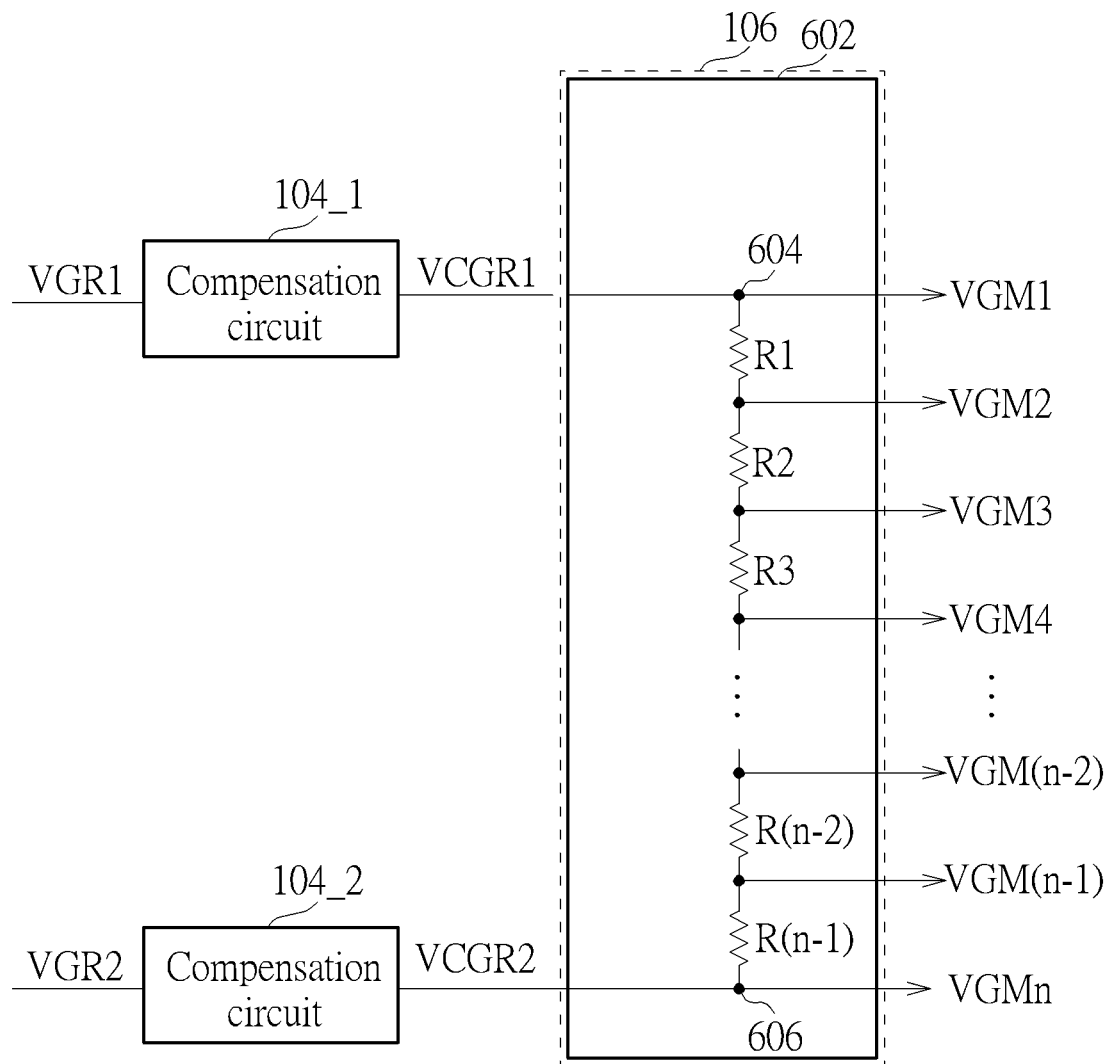 106
602
104_1
VGR1
Compensation
circuit
VCGR1
604
VGM1
R1
VGM2
R2
VGM3
R3
VGM4
⋮
⋮
VGM(n-2)
R(n-2)
VGM(n-1)
R(n-1)
104_2
VGR2
Compensation
circuit
VCGR2
606
VGMn